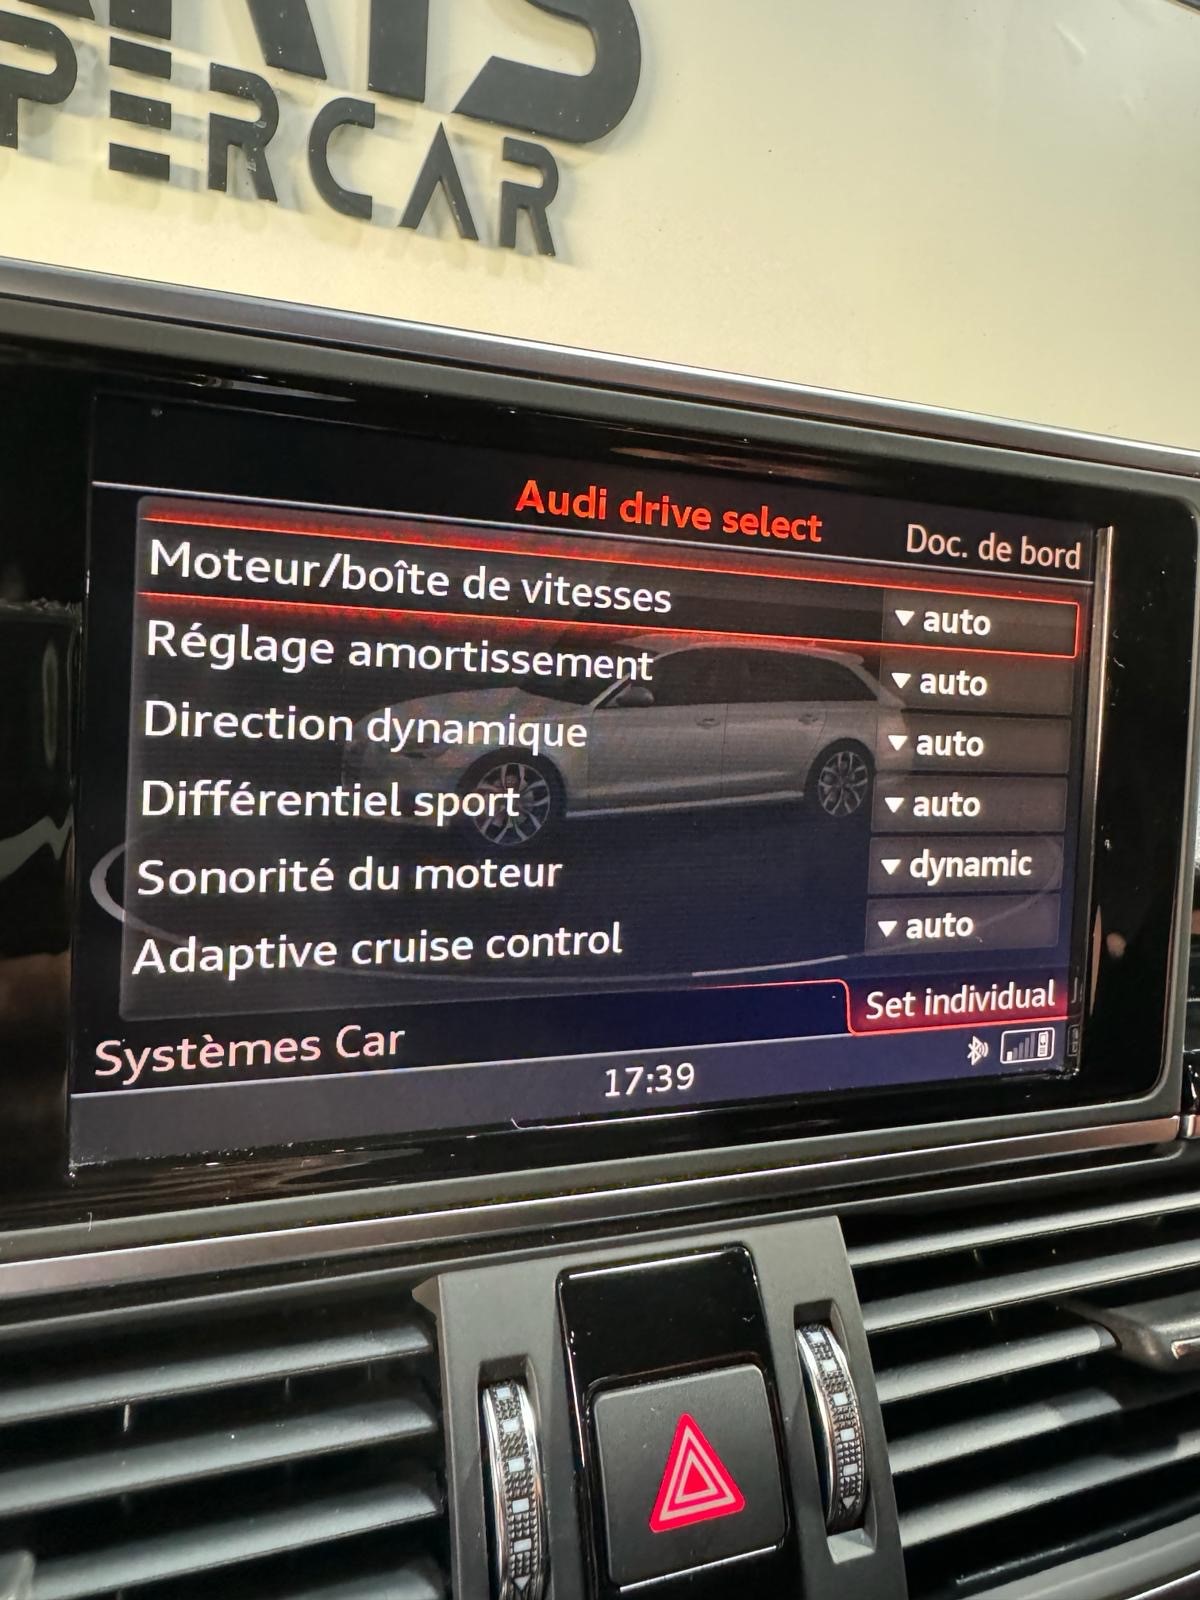 PERCAR
Audi drive select
Doc. de bord
Moteur/boîte de vitesses ▼ auto
Réglage amortissement ▼ auto
Direction dynamique ▼ auto
Différentiel sport ▼ auto
Sonorité du moteur ▼ dynamic
Adaptive cruise control ▼ auto
Set individual
Systèmes Car
17:39